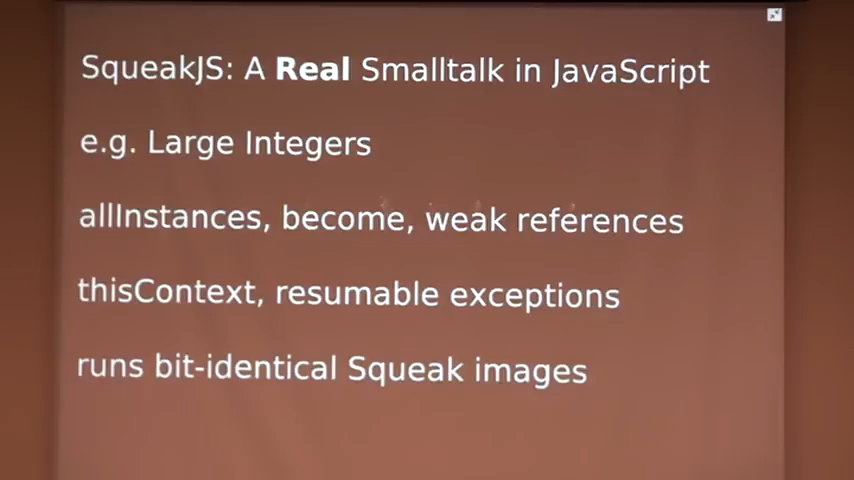 SqueakJS: A Real Smalltalk in JavaScript
e.g. Large Integers
allInstances, become, weak references
thisContext, resumable exceptions
runs bit-identical Squeak images